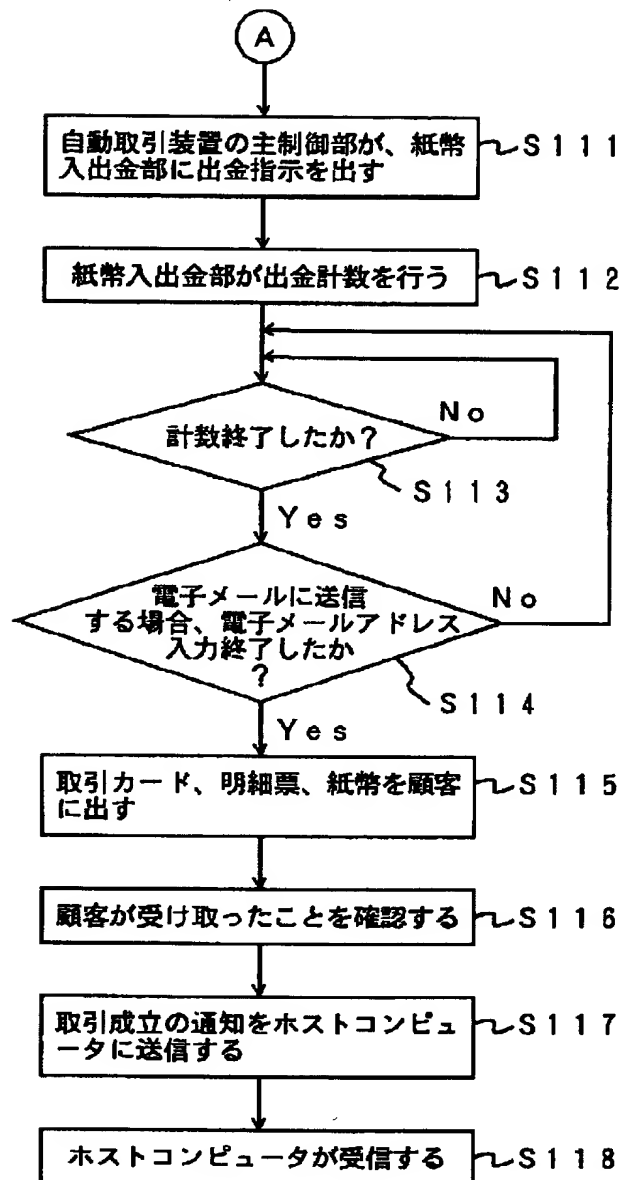 A
自動取引装置の主制御部が、紙幣
入出金部に出金指示を出す
S111
紙幣入出金部が出金計数を行う
S112
計数終了したか?
No
S113
Yes
電子メールに送信
する場合、電子メールアドレス
入力終了したか
?
No
S114
Yes
取引カード、明細票、紙幣を顧客
に出す
S115
顧客が受け取ったことを確認する
S116
取引成立の通知をホストコンピュ
ータに送信する
S117
ホストコンピュータが受信する
S118